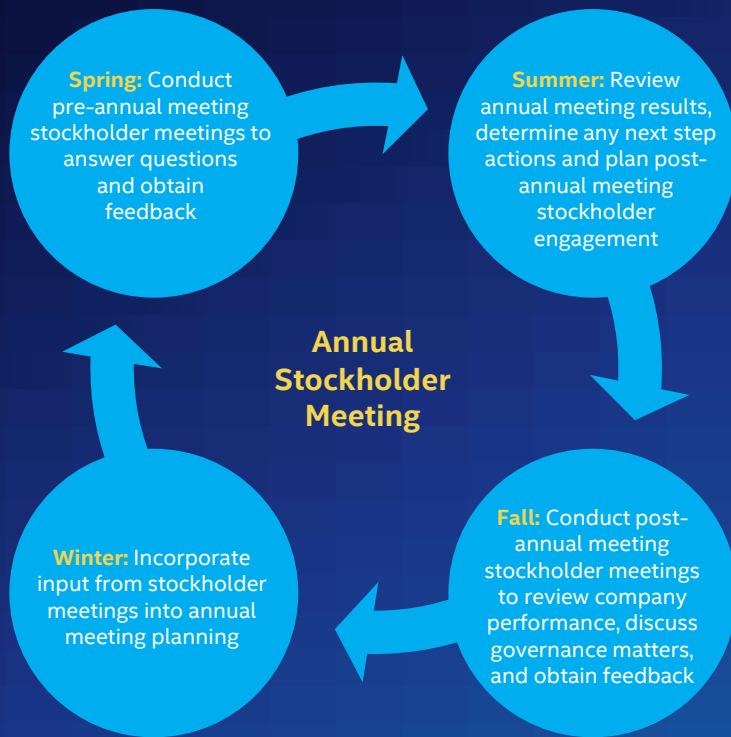 Spring: Conduct
pre-annual meeting
stockholder meetings to
answer questions
and obtain
feedback
Summer: Review
annual meeting results,
determine any next step
actions and plan post-
annual meeting
stockholder
engagement
Annual
Stockholder
Meeting
Winter: Incorporate
input from stockholder
meetings into annual
meeting planning
Fall: Conduct post-
annual meeting
stockholder meetings
to review company
performance, discuss
governance matters,
and obtain feedback